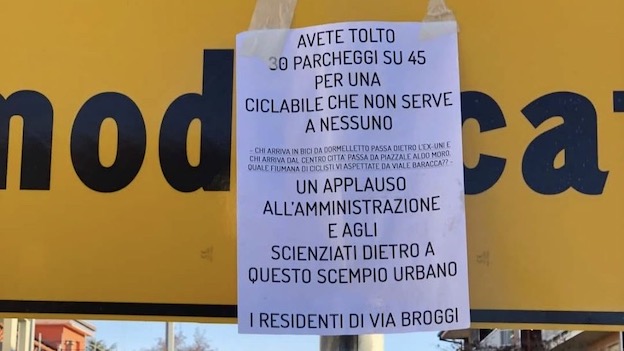 mod
ca
AVETE TOLTO
30 PARCHEGGI SU 45
PER UNA
CICLABILE CHE NON SERVE
A NESSUNO
- CHI ARRIVA IN BICI DA DORMELLETTO PASSA DIETRO L'EX-UNI E
CHI ARRIVA DAL CENTRO CITTA' PASSA DA PIAZZALE ALDO MORO.
QUALE FIUMANA DI CICLISTI VI ASPETTATE DA VIALE BARACCA?? -
UN APPLAUSO
ALL'AMMINISTRAZIONE
E AGLI
SCIENZIATI DIETRO A
QUESTO SCEMPIO URBANO
I RESIDENTI DI VIA BROGGI